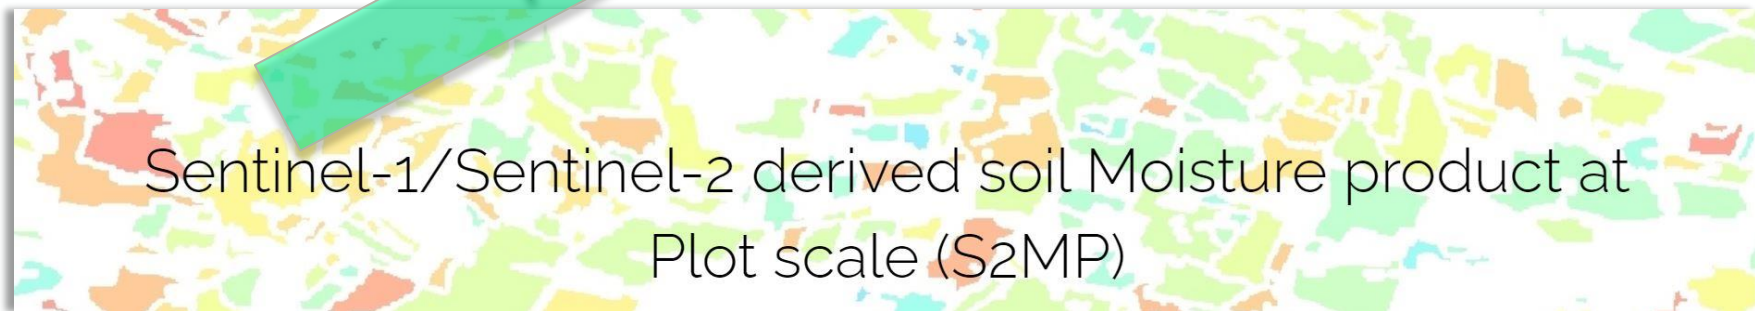 Sentinel-1/Sentinel-2 derived soil Moisture product at
Plot scale (S2MP)